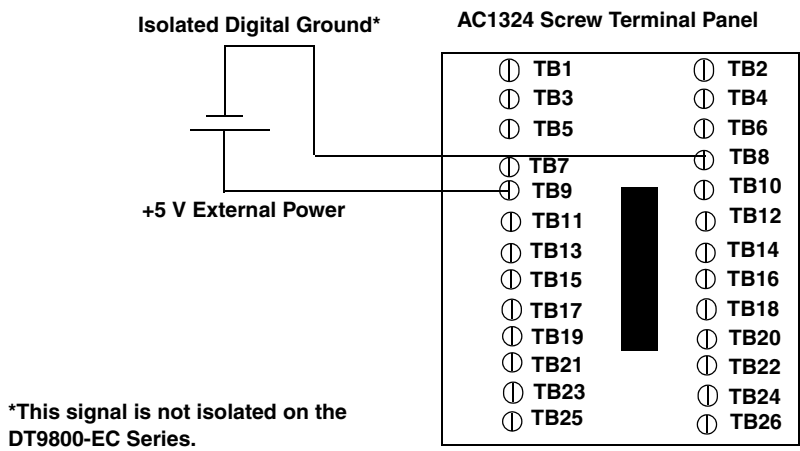 Isolated Digital Ground*
AC1324 Screw Terminal Panel
TB1 TB2
TB3 TB4
TB5 TB6
TB7 TB8
TB9 TB10
+5 V External Power
TB11 TB12
TB13 TB14
TB15 TB16
TB17 TB18
TB19 TB20
TB21 TB22
TB23 TB24
TB25 TB26
*This signal is not isolated on the
DT9800-EC Series.